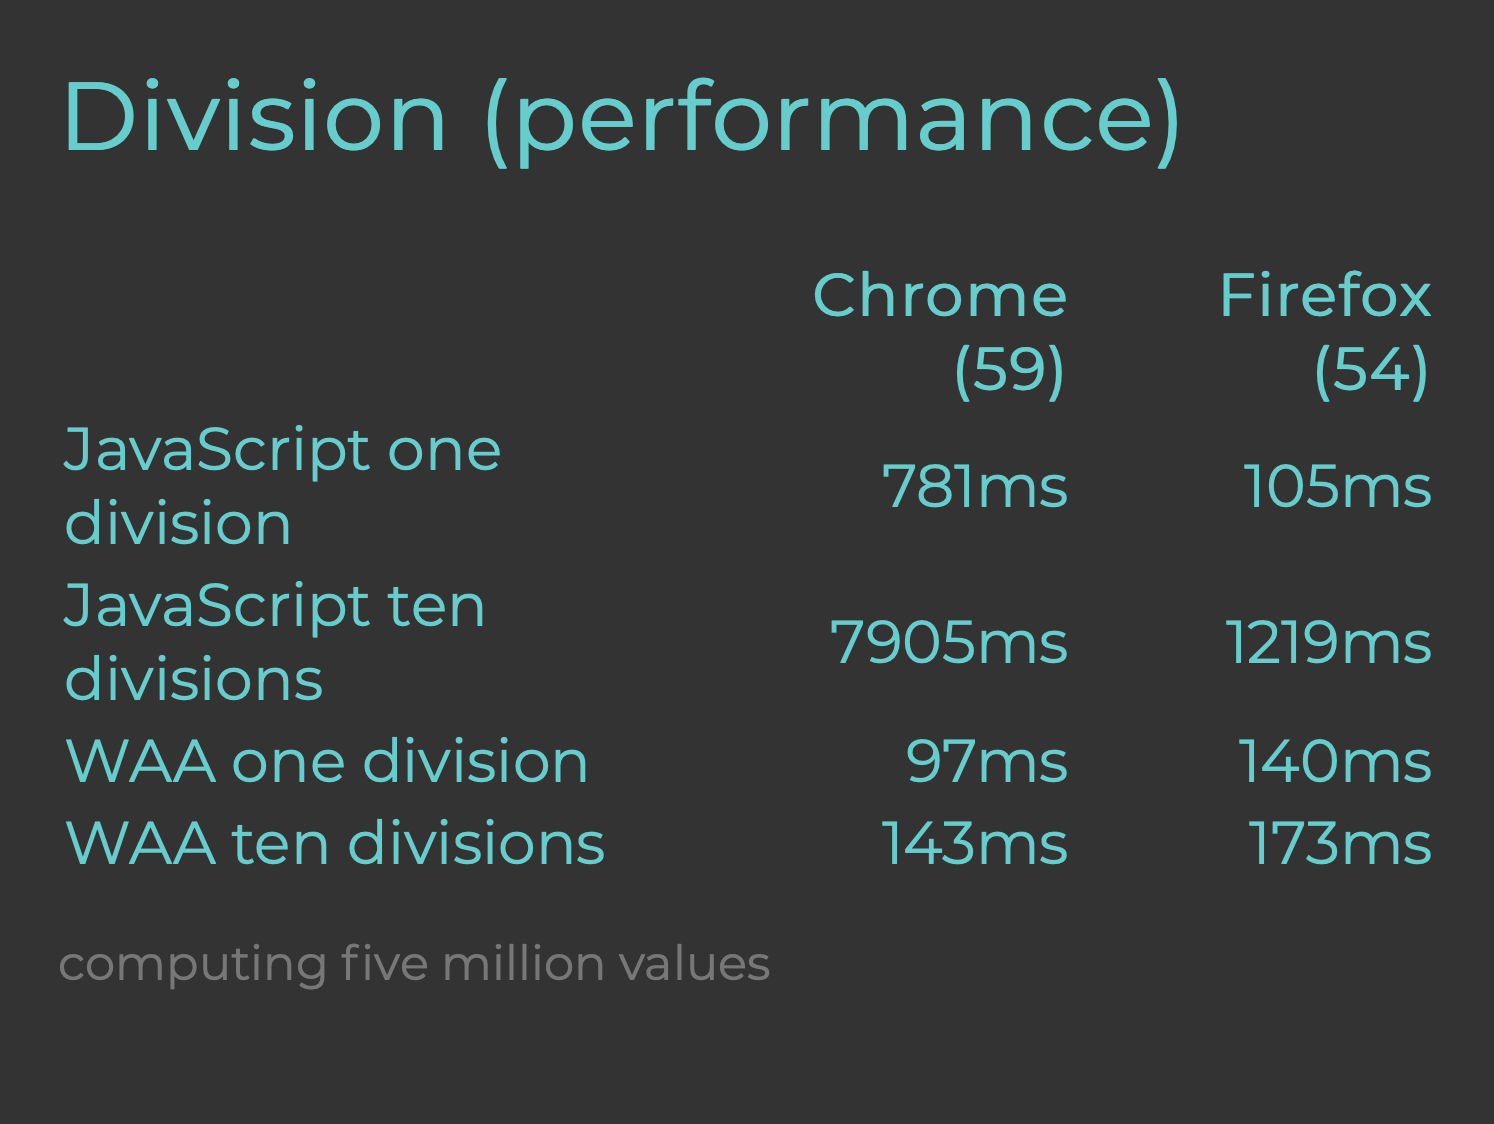 Division (performance)
Chrome Firefox
(59) (54)
JavaScript one
division 781ms 105ms
JavaScript ten
divisions 7905ms 1219ms
WAA one division 97ms 140ms
WAA ten divisions 143ms 173ms
computing five million values